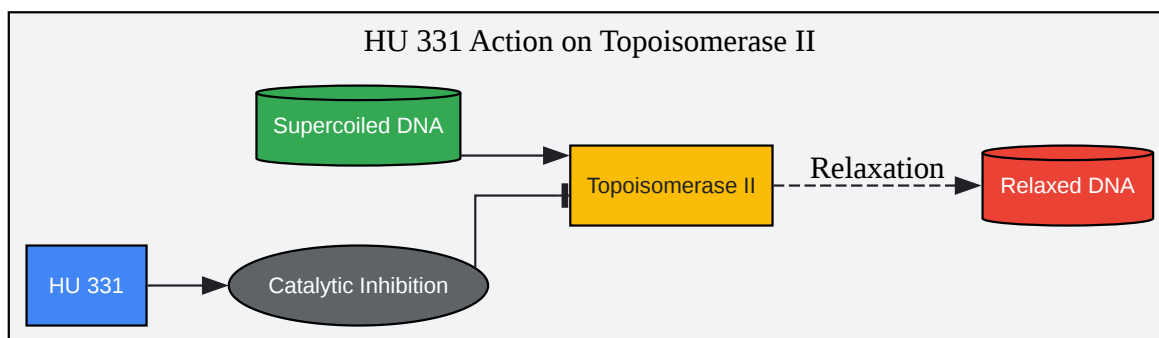 HU 331 Action on Topoisomerase II
Supercoiled DNA
Topoisomerase II
Relaxation
Relaxed DNA
HU 331
Catalytic Inhibition